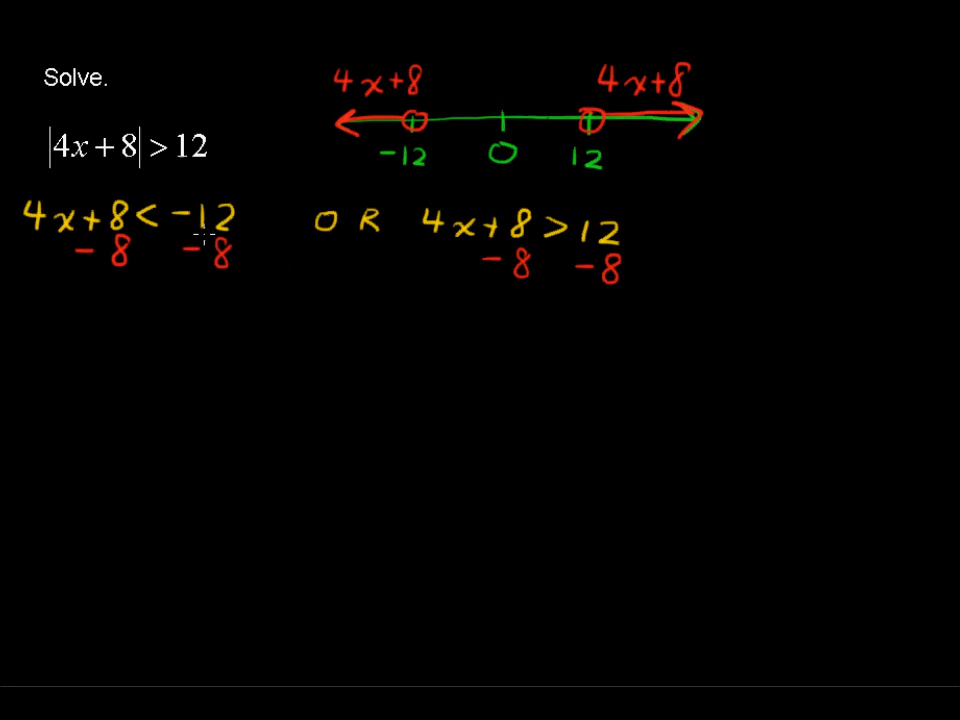 Solve.
4x+8 4x+8
|4x + 8| > 12
-12 0 12
4x+8 < -12 OR 4x+8 > 12
- 8 - 8 - 8 - 8